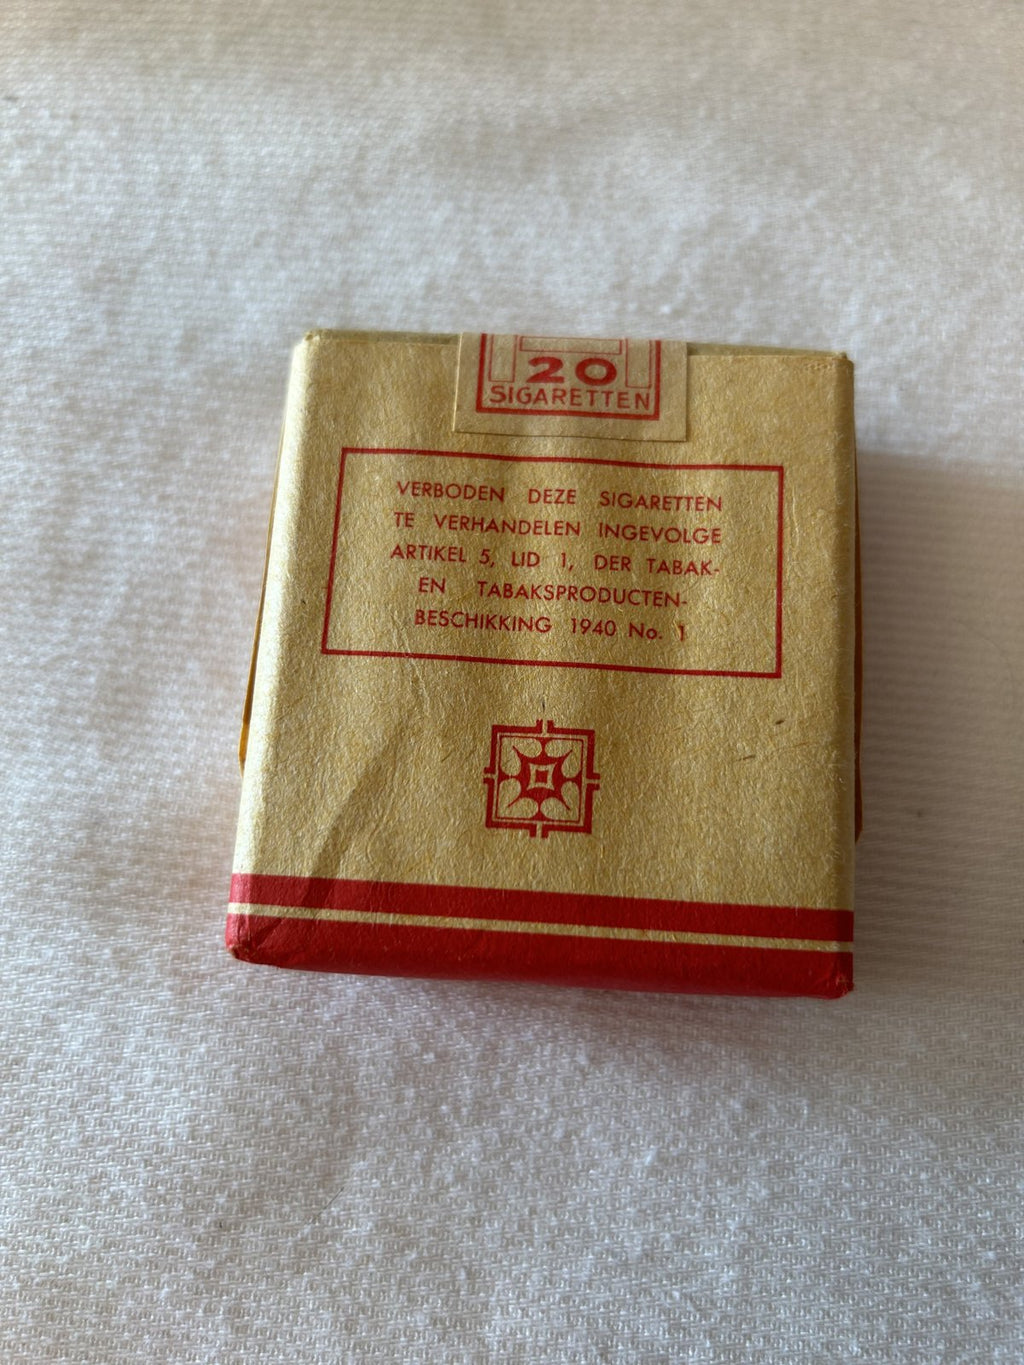 20
SIGARETTEN
VERBODEN DEZE SIGARETTEN
TE VERHANDELEN INGEVOLGE
ARTIKEL 5, LID 1, DER TABAK-
EN TABAKSPRODUCTEN-
BESCHIKKING 1940 No. 1